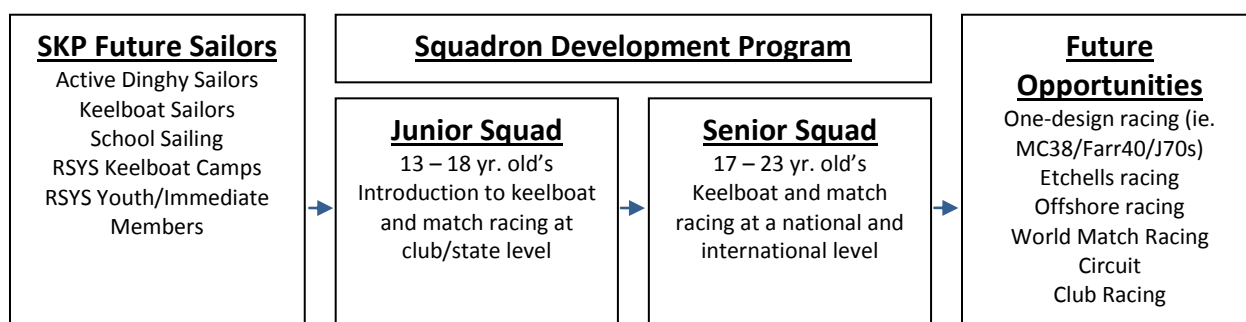 SKP Future Sailors
Active Dinghy Sailors
Keelboat Sailors
School Sailing
RSYS Keelboat Camps
RSYS Youth/Immediate
Members
Squadron Development Program
Junior Squad
13 – 18 yr. old's
Introduction to keelboat
and match racing at
club/state level
Senior Squad
17 – 23 yr. old's
Keelboat and match
racing at a national and
international level
Future
Opportunities
One-design racing (ie.
MC38/Farr40/J70s)
Etchells racing
Offshore racing
World Match Racing
Circuit
Club Racing